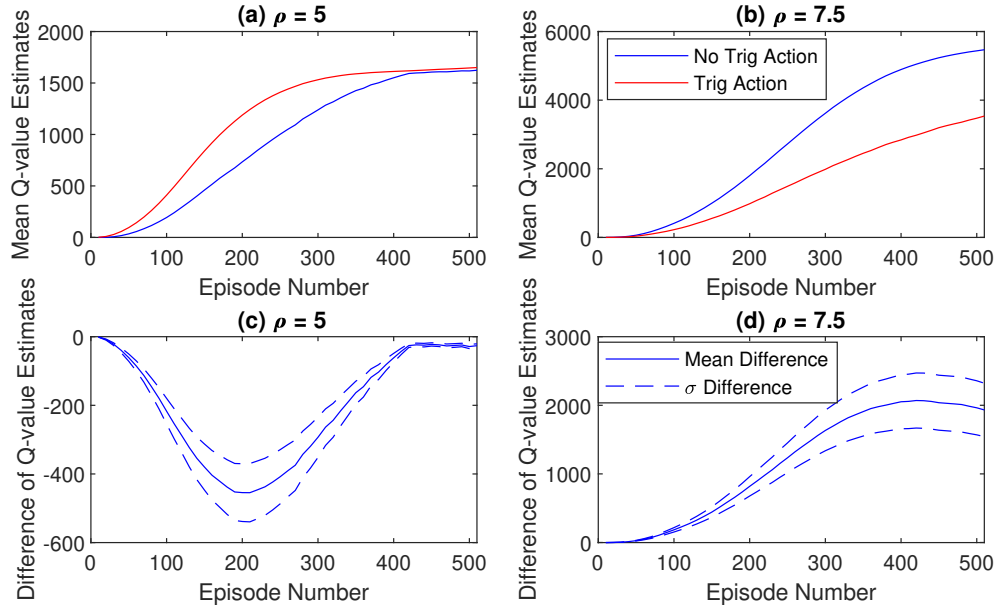 (a) ρ = 5
Mean Q-value Estimates
2000
1500
1000
500
0
0 100 200 300 400 500
Episode Number
(b) ρ = 7.5
Mean Q-value Estimates
6000
4000
2000
0
No Trig Action
Trig Action
0 100 200 300 400 500
Episode Number
(c) ρ = 5
Difference of Q-value Estimates
0
-200
-400
-600
0 100 200 300 400 500
Episode Number
(d) ρ = 7.5
Difference of Q-value Estimates
3000
2000
1000
0
Mean Difference
σ Difference
0 100 200 300 400 500
Episode Number